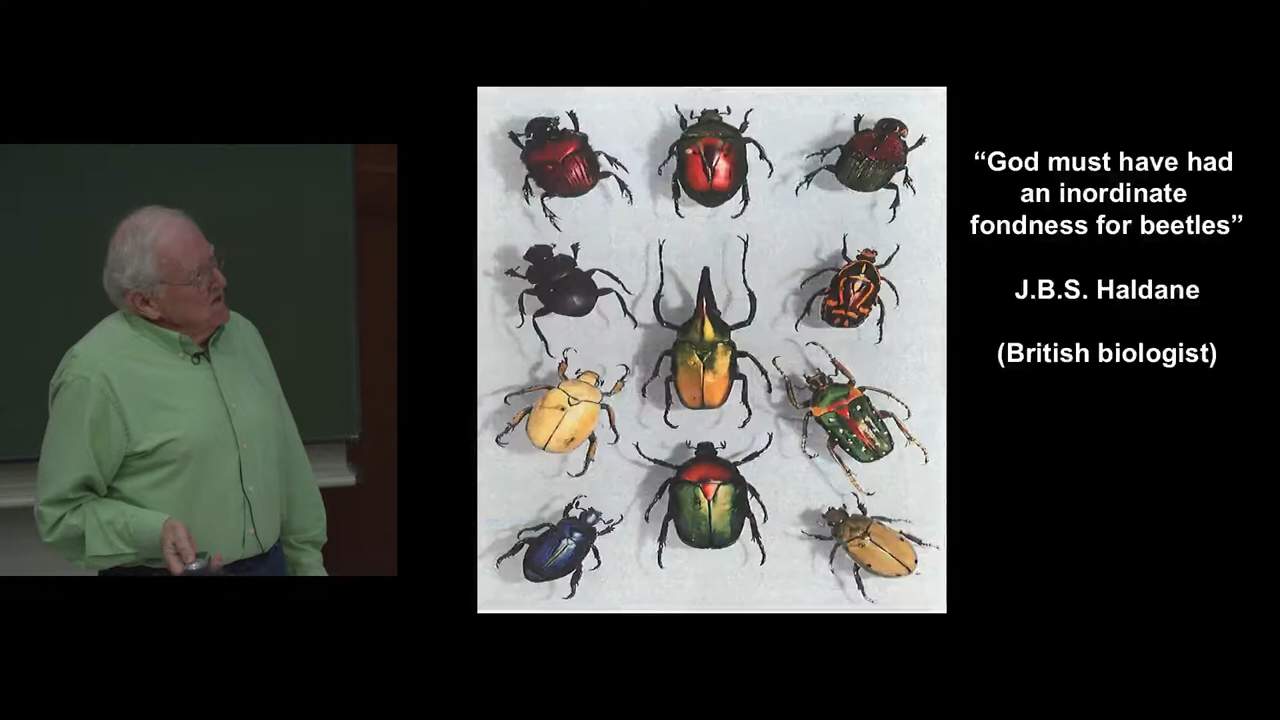 “God must have had
an inordinate
fondness for beetles”
J.B.S. Haldane
(British biologist)